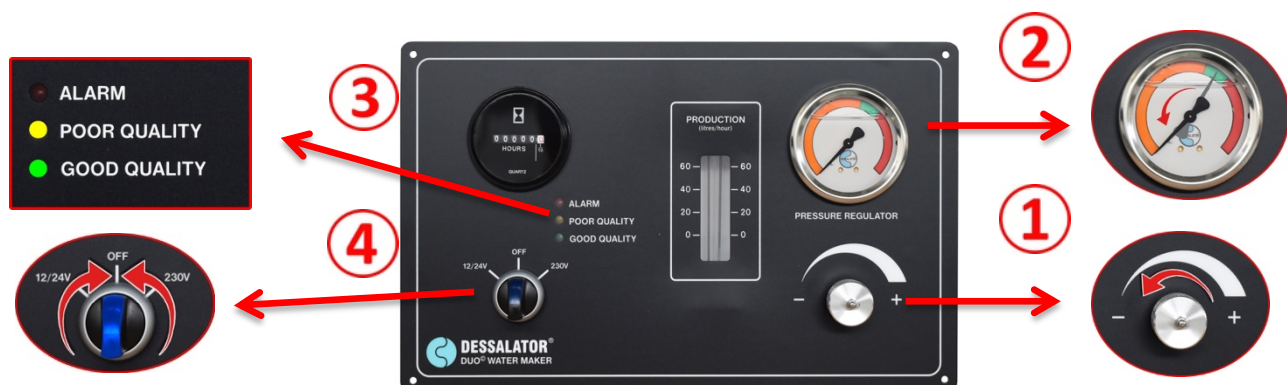 ALARM
POOR QUALITY
GOOD QUALITY
OFF
12/24V
230V
3
4
HOURS
QUARTZ
ALARM
POOR QUALITY
GOOD QUALITY
OFF
12/24V
230V
DESSALATOR®
DUO© WATER MAKER
PRODUCTION
(litres/hour)
60 60
40 40
20 20
0 0
PRESSURE REGULATOR
- +
2
1
- +